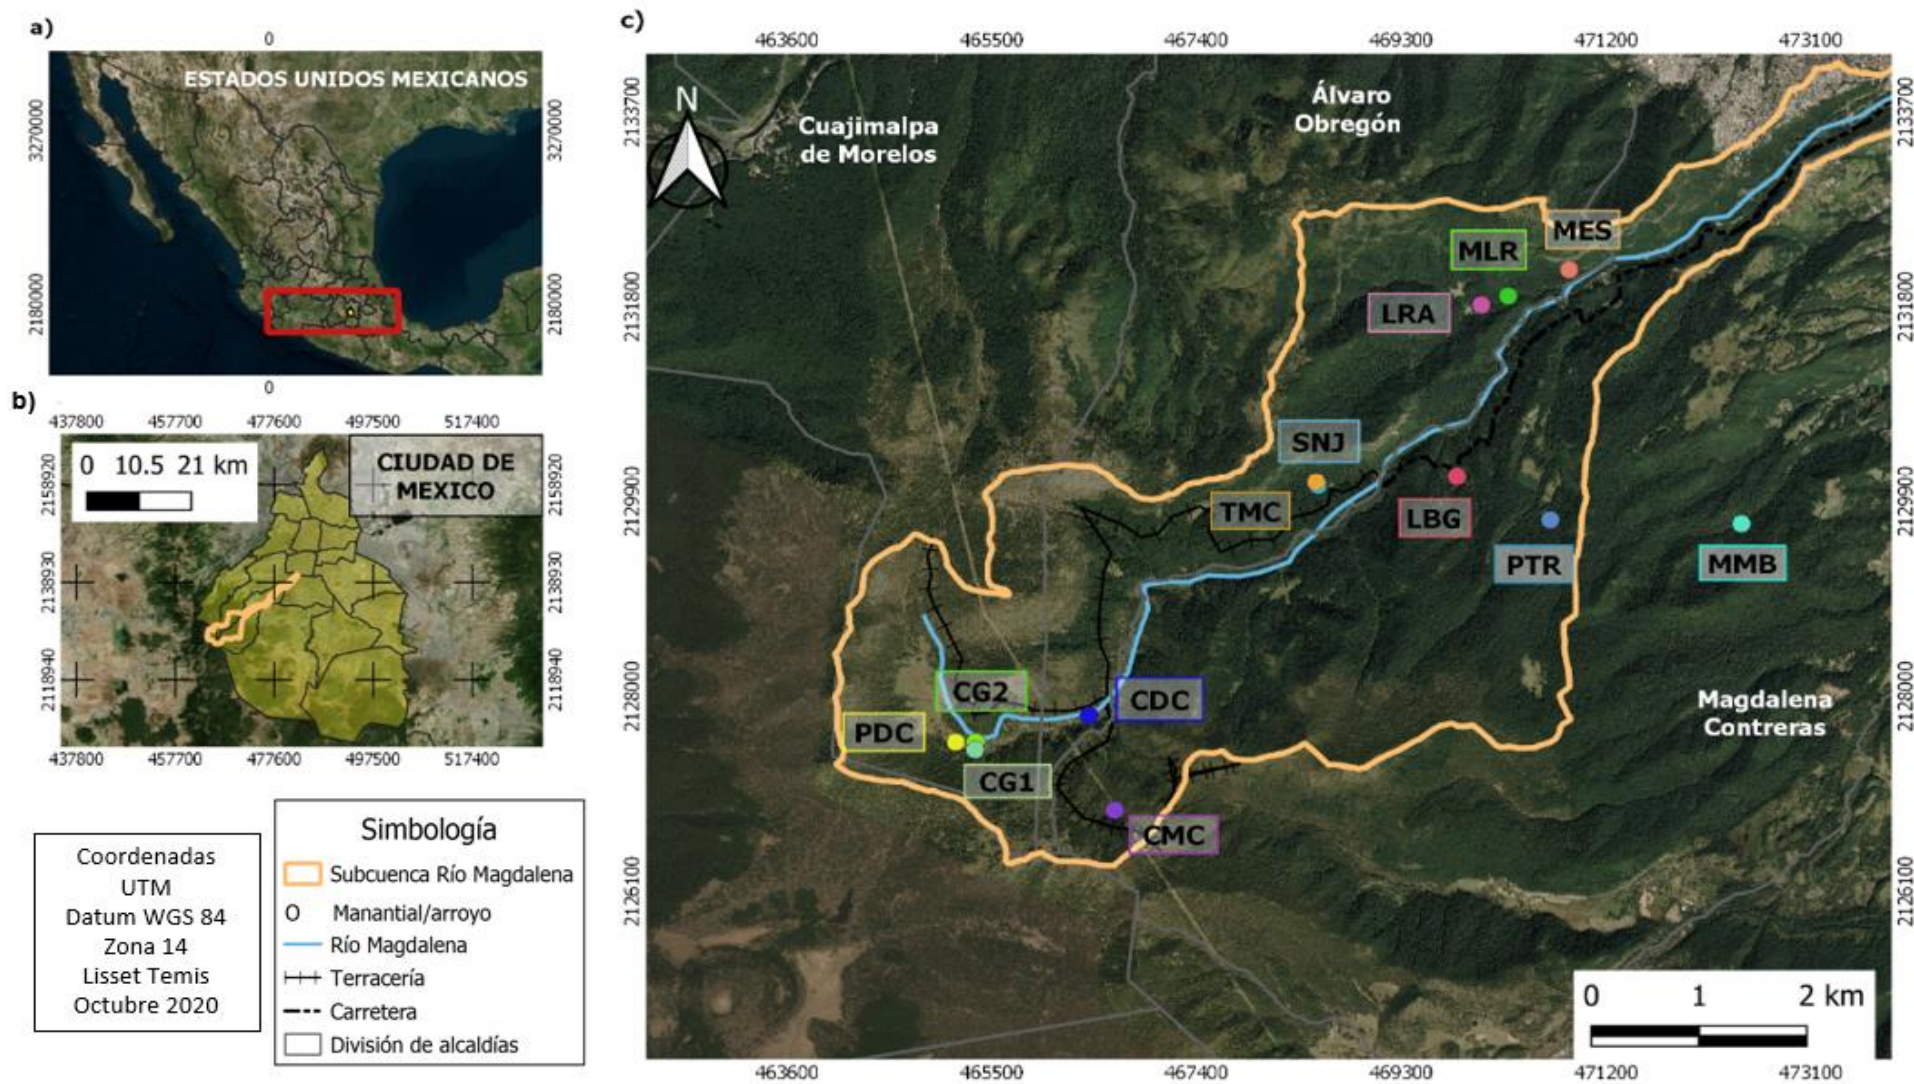 a)
0
ESTADOS UNIDOS MEXICANOS
3270000
3270000
2180000
2180000
0
b)
437800 457700 477600 497500 517400
0 10.5 21 km
CIUDAD DE
MEXICO
2158920
2158920
2138930
2138930
2118940
2118940
437800 457700 477600 497500 517400
Coordenadas
UTM
Datum WGS 84
Zona 14
Lisset Temis
Octubre 2020
Simbología
Subcuenca Río Magdalena
Manantial/arroyo
Río Magdalena
Terracería
Carretera
División de alcaldías
c)
463600 465500 467400 469300 471200 473100
2133700
2133700
N
Cuajimalpa
de Morelos
Álvaro
Obregón
MES
MLR
LRA
2131800
2131800
SNJ
TMC
LBG
2129900
2129900
PTR
MMB
CG2
CDC
PDC
CG1
CMC
2128000
2128000
Magdalena
Contreras
2126100
2126100
0 1 2 km
463600 465500 467400 469300 471200 473100